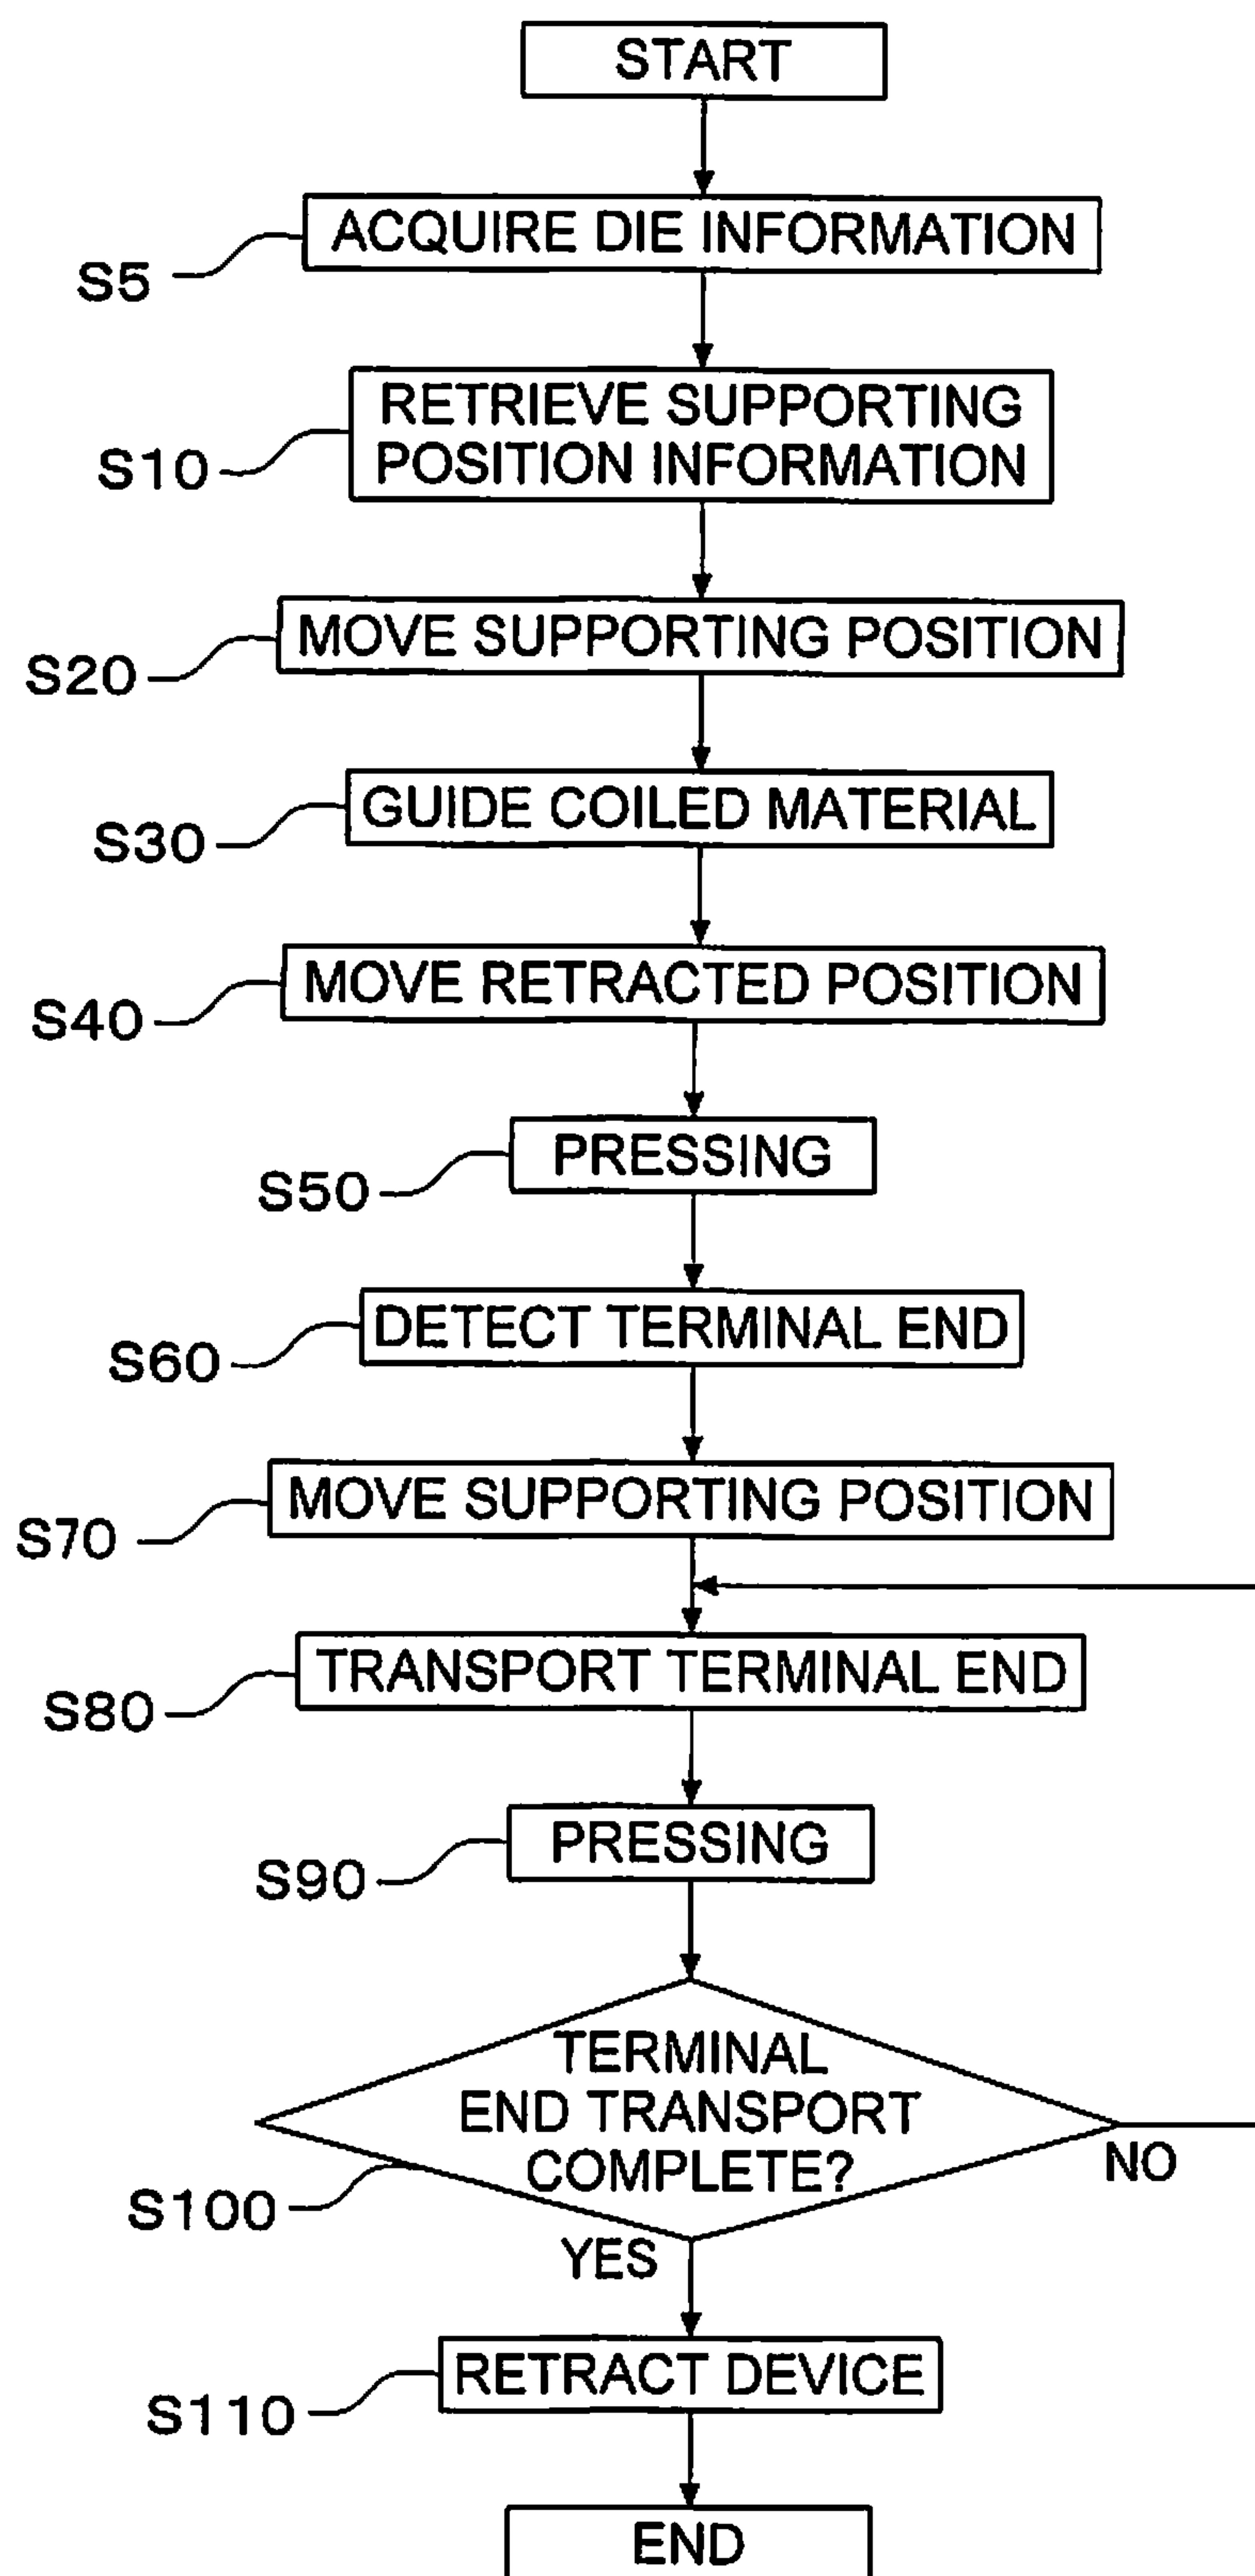 START
ACQUIRE DIE INFORMATION
S5
RETRIEVE SUPPORTING
POSITION INFORMATION
S10
MOVE SUPPORTING POSITION
S20
GUIDE COILED MATERIAL
S30
MOVE RETRACTED POSITION
S40
PRESSING
S50
DETECT TERMINAL END
S60
MOVE SUPPORTING POSITION
S70
TRANSPORT TERMINAL END
S80
PRESSING
S90
TERMINAL
END TRANSPORT
COMPLETE?
NO
S100
YES
RETRACT DEVICE
S110
END